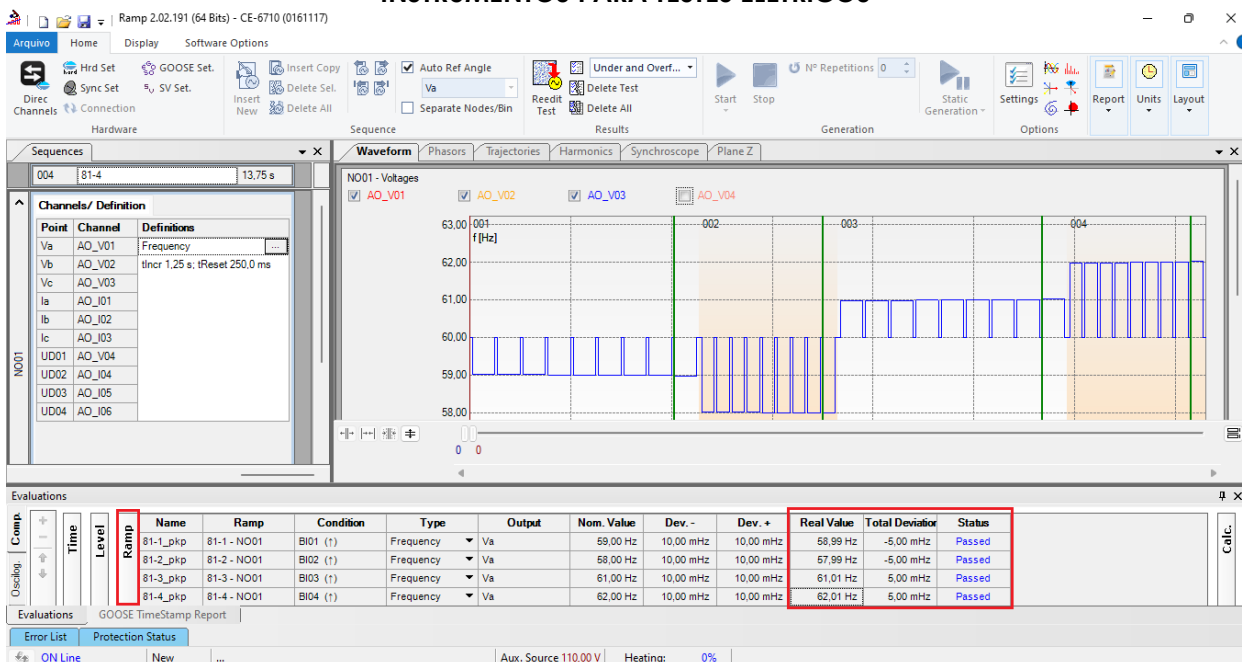 INSTRUMENTOS PARA TESTES ELÉTRICOS
Ramp 2.02.191 (64 Bits) - CE-6710 (0161117)
Arquivo Home Display Software Options
Direc Channels
Hrd Set
Sync Set
Connection
GOOSE Set.
SV Set.
Hardware
Insert New
Insert Copy
Delete Sel.
Delete All
Auto Ref Angle
Va
Separate Nodes/Bin
Sequence
Reedit Test
Under and Overf...
Delete Test
Delete All
Results
Start Stop
Nº Repetitions 0
Static Generation
Generation
Settings
Options
Report Units Layout
Sequences
004 81-4 13,75 s
NO01
Channels/ Definition
Point Channel Definitions
Va AO_V01 Frequency ...
Vb AO_V02 tIncr 1,25 s; tReset 250,0 ms
Vc AO_V03
Ia AO_I01
Ib AO_I02
Ic AO_I03
UD01 AO_V04
UD02 AO_I04
UD03 AO_I05
UD04 AO_I06
Waveform Phasors Trajectories Harmonics Synchroscope Plane Z
NO01 - Voltages
AO_V01 AO_V02 AO_V03 AO_V04
63,00 001 002 003 004
f [Hz]
62,00
61,00
60,00
59,00
58,00
0 0
Evaluations
Comp.
Oscilog.
Time
Level
Ramp
Calc.
Name Ramp Condition Type Output Nom. Value Dev. - Dev. + Real Value Total Deviation Status
81-1_pkp 81-1 - NO01 BI01 (↑) Frequency Va 59,00 Hz 10,00 mHz 10,00 mHz 58,99 Hz -5,00 mHz Passed
81-2_pkp 81-2 - NO01 BI02 (↑) Frequency Va 58,00 Hz 10,00 mHz 10,00 mHz 57,99 Hz -5,00 mHz Passed
81-3_pkp 81-3 - NO01 BI03 (↑) Frequency Va 61,00 Hz 10,00 mHz 10,00 mHz 61,01 Hz 5,00 mHz Passed
81-4_pkp 81-4 - NO01 BI04 (↑) Frequency Va 62,00 Hz 10,00 mHz 10,00 mHz 62,01 Hz 5,00 mHz Passed
Evaluations GOOSE TimeStamp Report
Error List Protection Status
ON Line New ... Aux. Source 110.00 V Heating: 0%